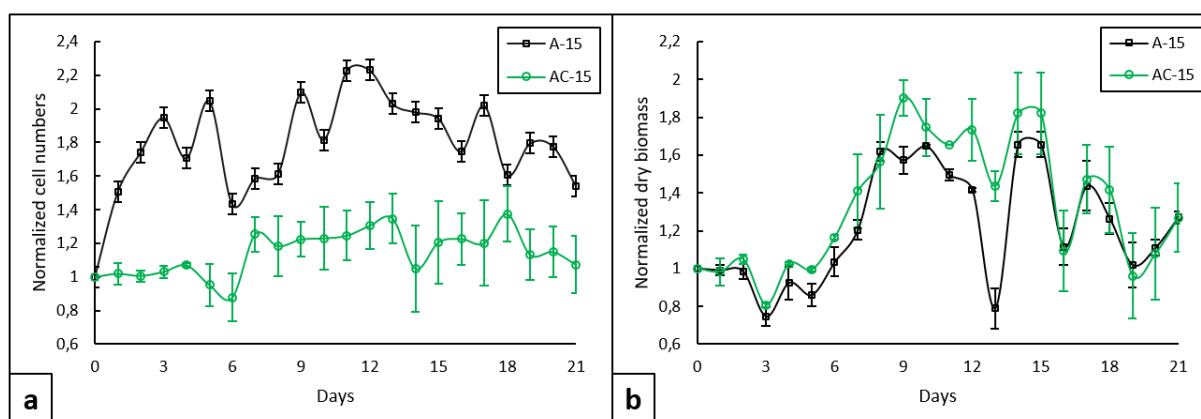 2,4
2,2
2
1,8
1,6
1,4
1,2
1
0,8
0,6
Normalized cell numbers
A-15
AC-15
0 3 6 9 12 15 18 21
Days
a
2,4
2,2
2
1,8
1,6
1,4
1,2
1
0,8
0,6
Normalized dry biomass
A-15
AC-15
0 3 6 9 12 15 18 21
Days
b